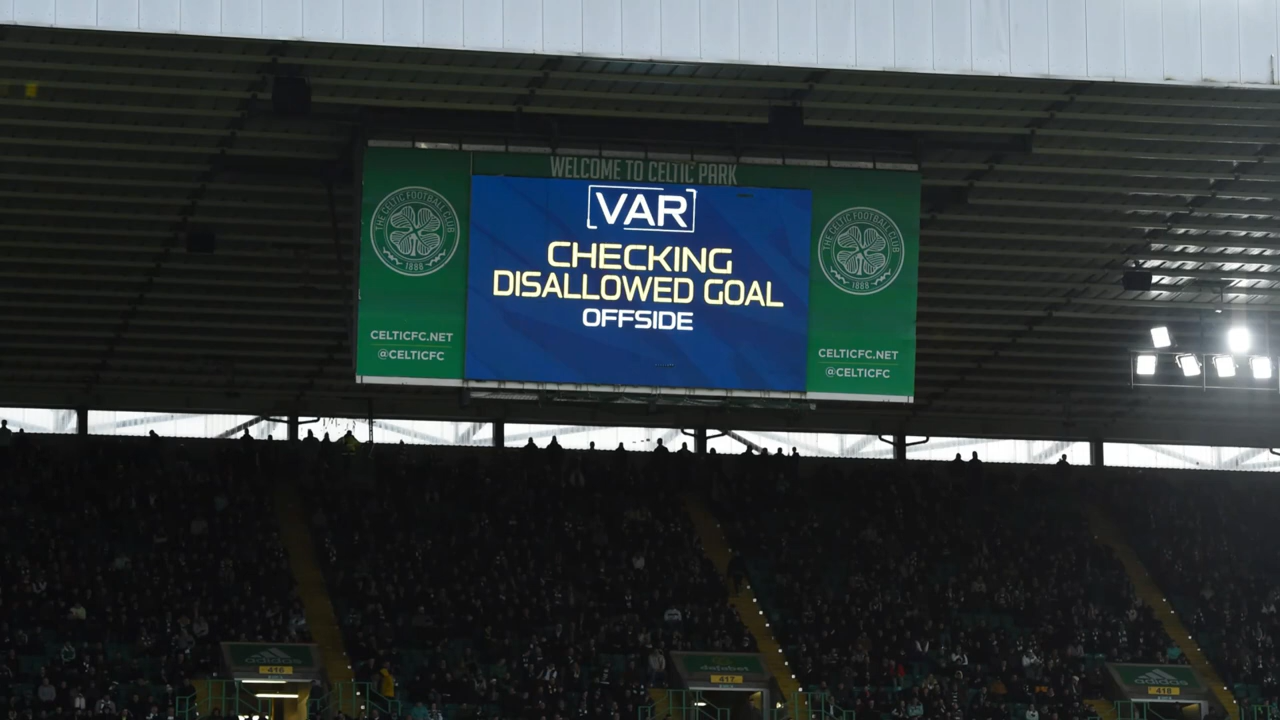 WELCOME TO CELTIC PARK
THE CELTIC FOOTBALL CLUB
1888
CELTICFC.NET
@CELTICFC
VAR
CHECKING
DISALLOWED GOAL
OFFSIDE
THE CELTIC FOOTBALL CLUB
1888
CELTICFC.NET
@CELTICFC
adidas
416
417
adidas
418